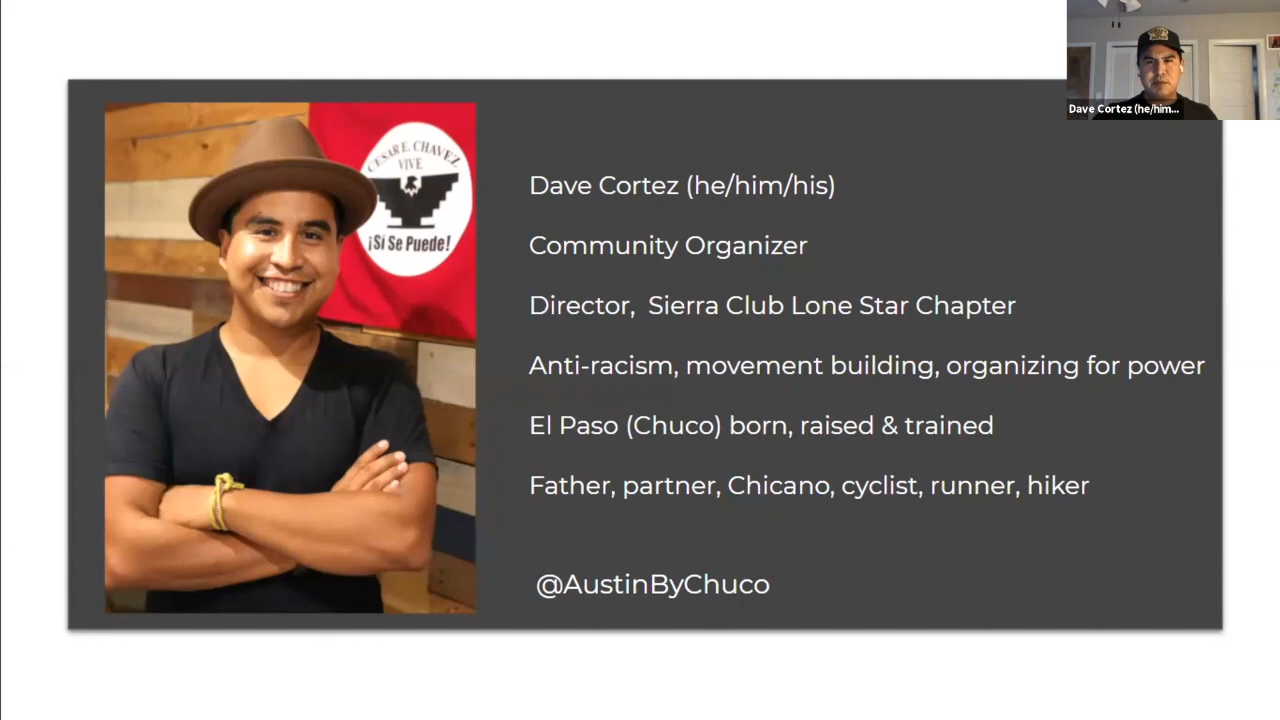 Dave Cortez (he/him...
CESAR E. CHAVEZ
VIVE
¡Sí Se Puede!
Dave Cortez (he/him/his)
Community Organizer
Director, Sierra Club Lone Star Chapter
Anti-racism, movement building, organizing for power
El Paso (Chuco) born, raised & trained
Father, partner, Chicano, cyclist, runner, hiker
@AustinByChuco